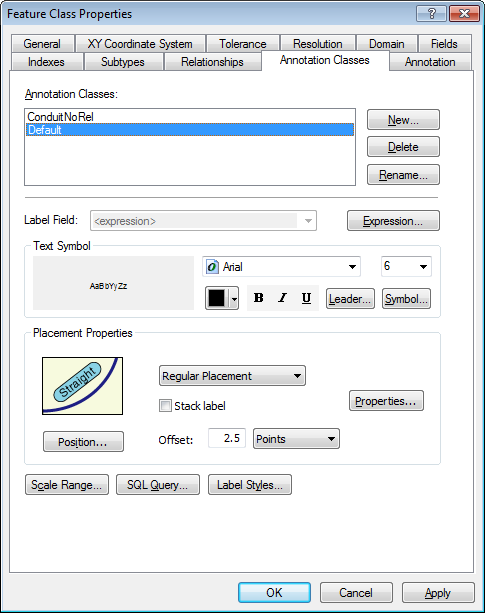 Feature Class Properties
General XY Coordinate System Tolerance Resolution Domain Fields
Indexes Subtypes Relationships Annotation Classes Annotation
Annotation Classes:
ConduitNoRel
Default
New...
Delete
Rename...
Label Field: <expression> Expression...
Text Symbol
AaBbYyZz
Arial 6
B I U Leader... Symbol...
Placement Properties
Straight
Regular Placement
Stack label
Properties...
Position... Offset: 2.5 Points
Scale Range... SQL Query... Label Styles...
OK Cancel Apply